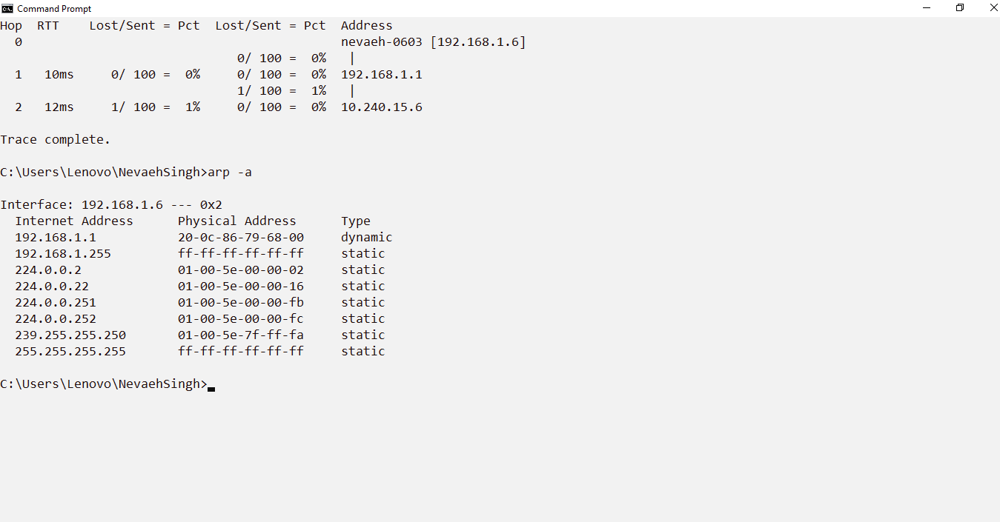 Command Prompt
Hop  RTT    Lost/Sent = Pct  Lost/Sent = Pct  Address
  0                                           nevaeh-0603 [192.168.1.6]
                                0/ 100 =  0%   |
  1   10ms     0/ 100 =  0%     0/ 100 =  0%  192.168.1.1
                                1/ 100 =  1%   |
  2   12ms     1/ 100 =  1%     0/ 100 =  0%  10.240.15.6
Trace complete.
C:\Users\Lenovo\NevaehSingh>arp -a
Interface: 192.168.1.6 --- 0x2
  Internet Address      Physical Address      Type
  192.168.1.1           20-0c-86-79-68-00     dynamic
  192.168.1.255         ff-ff-ff-ff-ff-ff     static
  224.0.0.2             01-00-5e-00-00-02     static
  224.0.0.22            01-00-5e-00-00-16     static
  224.0.0.251           01-00-5e-00-00-fb     static
  224.0.0.252           01-00-5e-00-00-fc     static
  239.255.255.250       01-00-5e-7f-ff-fa     static
  255.255.255.255       ff-ff-ff-ff-ff-ff     static
C:\Users\Lenovo\NevaehSingh>